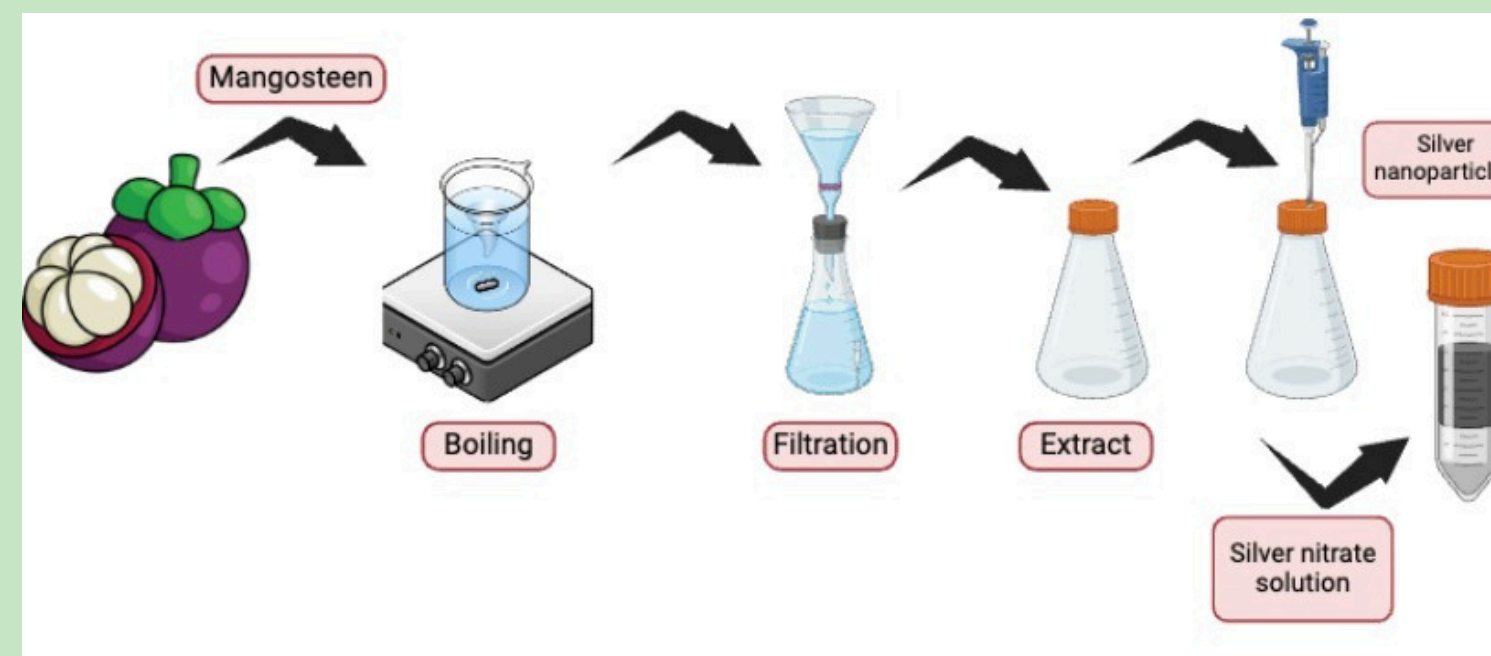 Mangosteen
Silver
Boiling
Filtration
Extract
Silver nitrate
solution